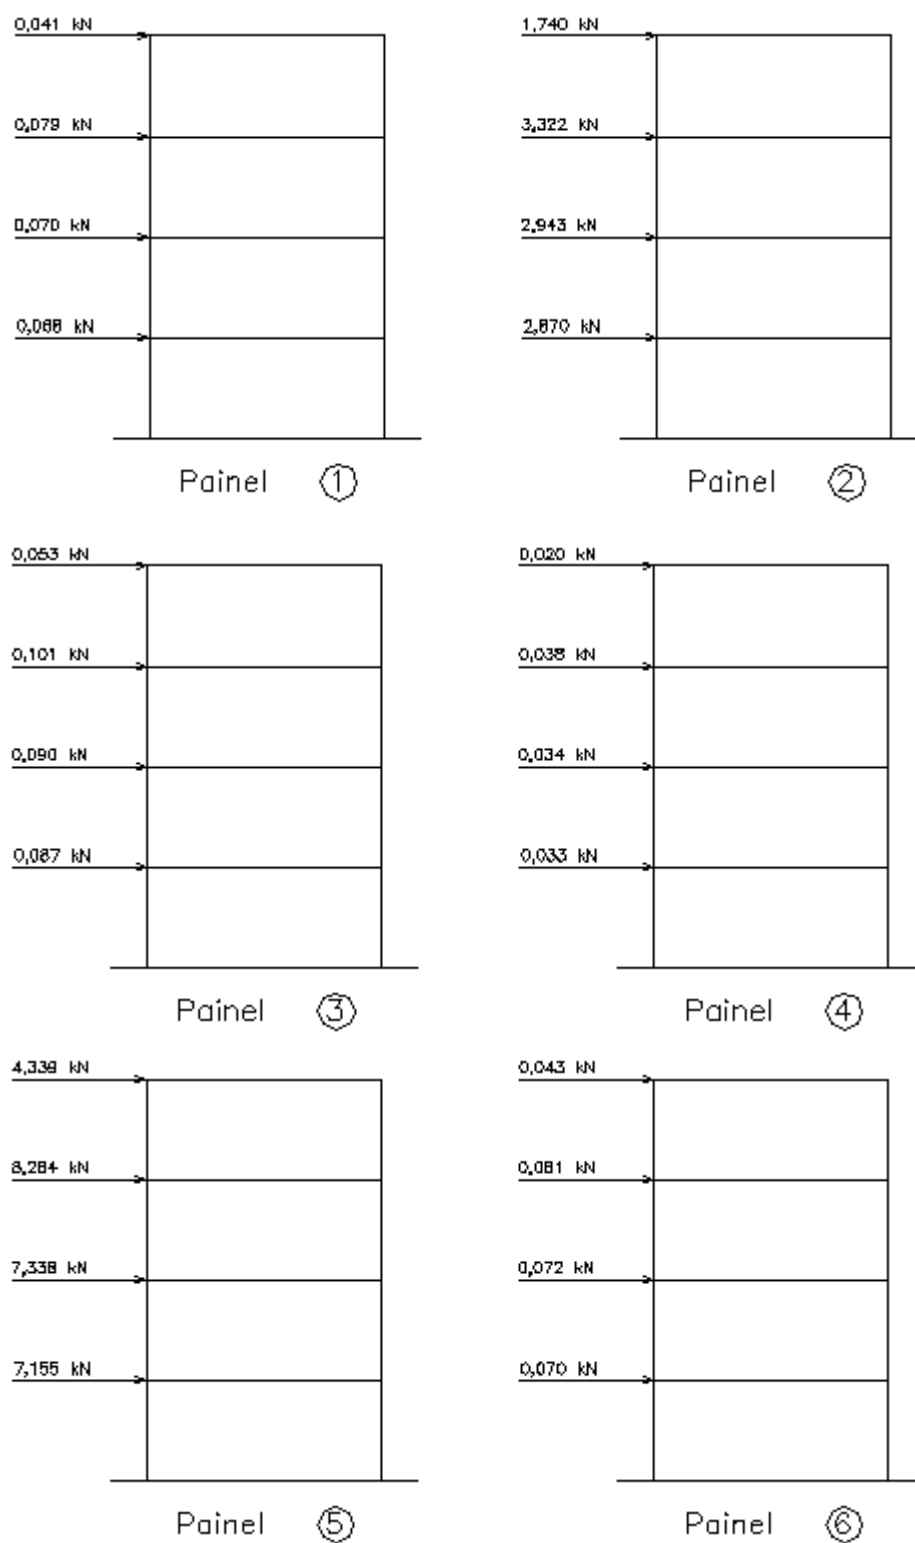 0,041 kN
0,079 kN
0,070 kN
0,068 kN
Painel 1
1,740 kN
3,322 kN
2,943 kN
2,870 kN
Painel 2
0,053 kN
0,101 kN
0,090 kN
0,087 kN
Painel 3
0,020 kN
0,038 kN
0,034 kN
0,033 kN
Painel 4
4,339 kN
8,284 kN
7,338 kN
7,155 kN
Painel 5
0,043 kN
0,081 kN
0,072 kN
0,070 kN
Painel 6